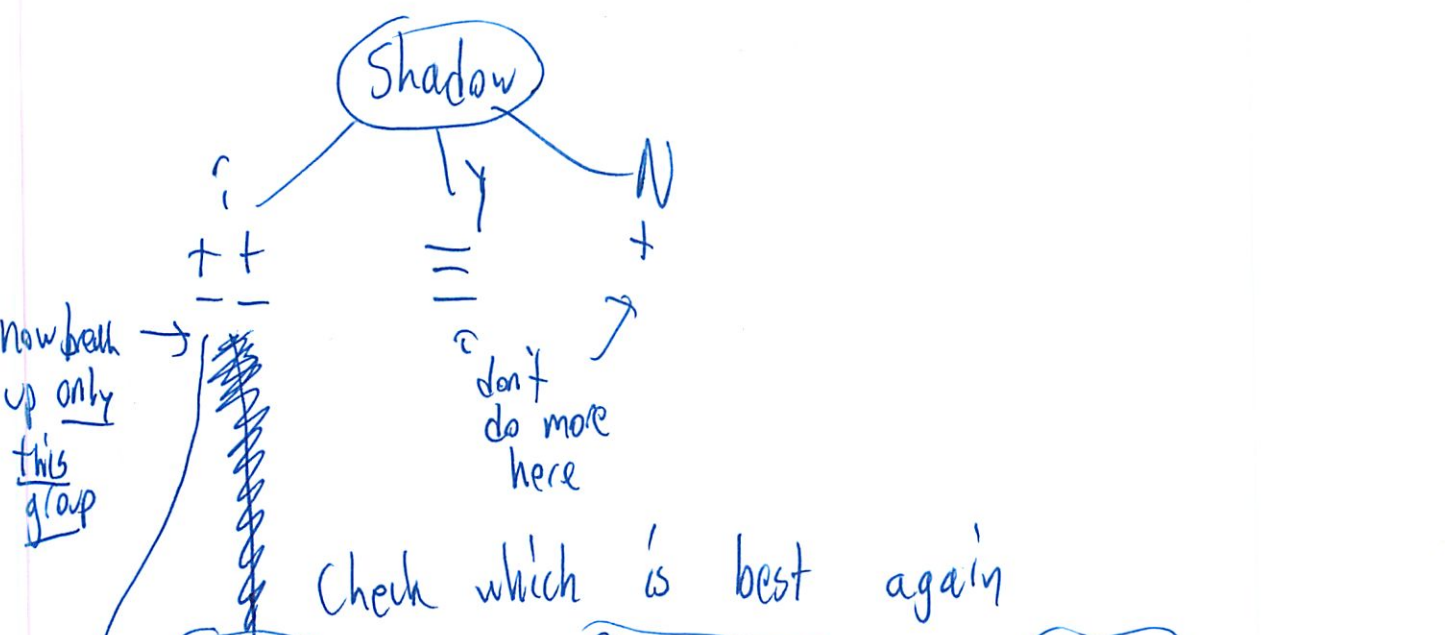 Shadow
? Y N
+ + +
- - ---
now break
up only
this
group
don't
do more
here
Check which is best again